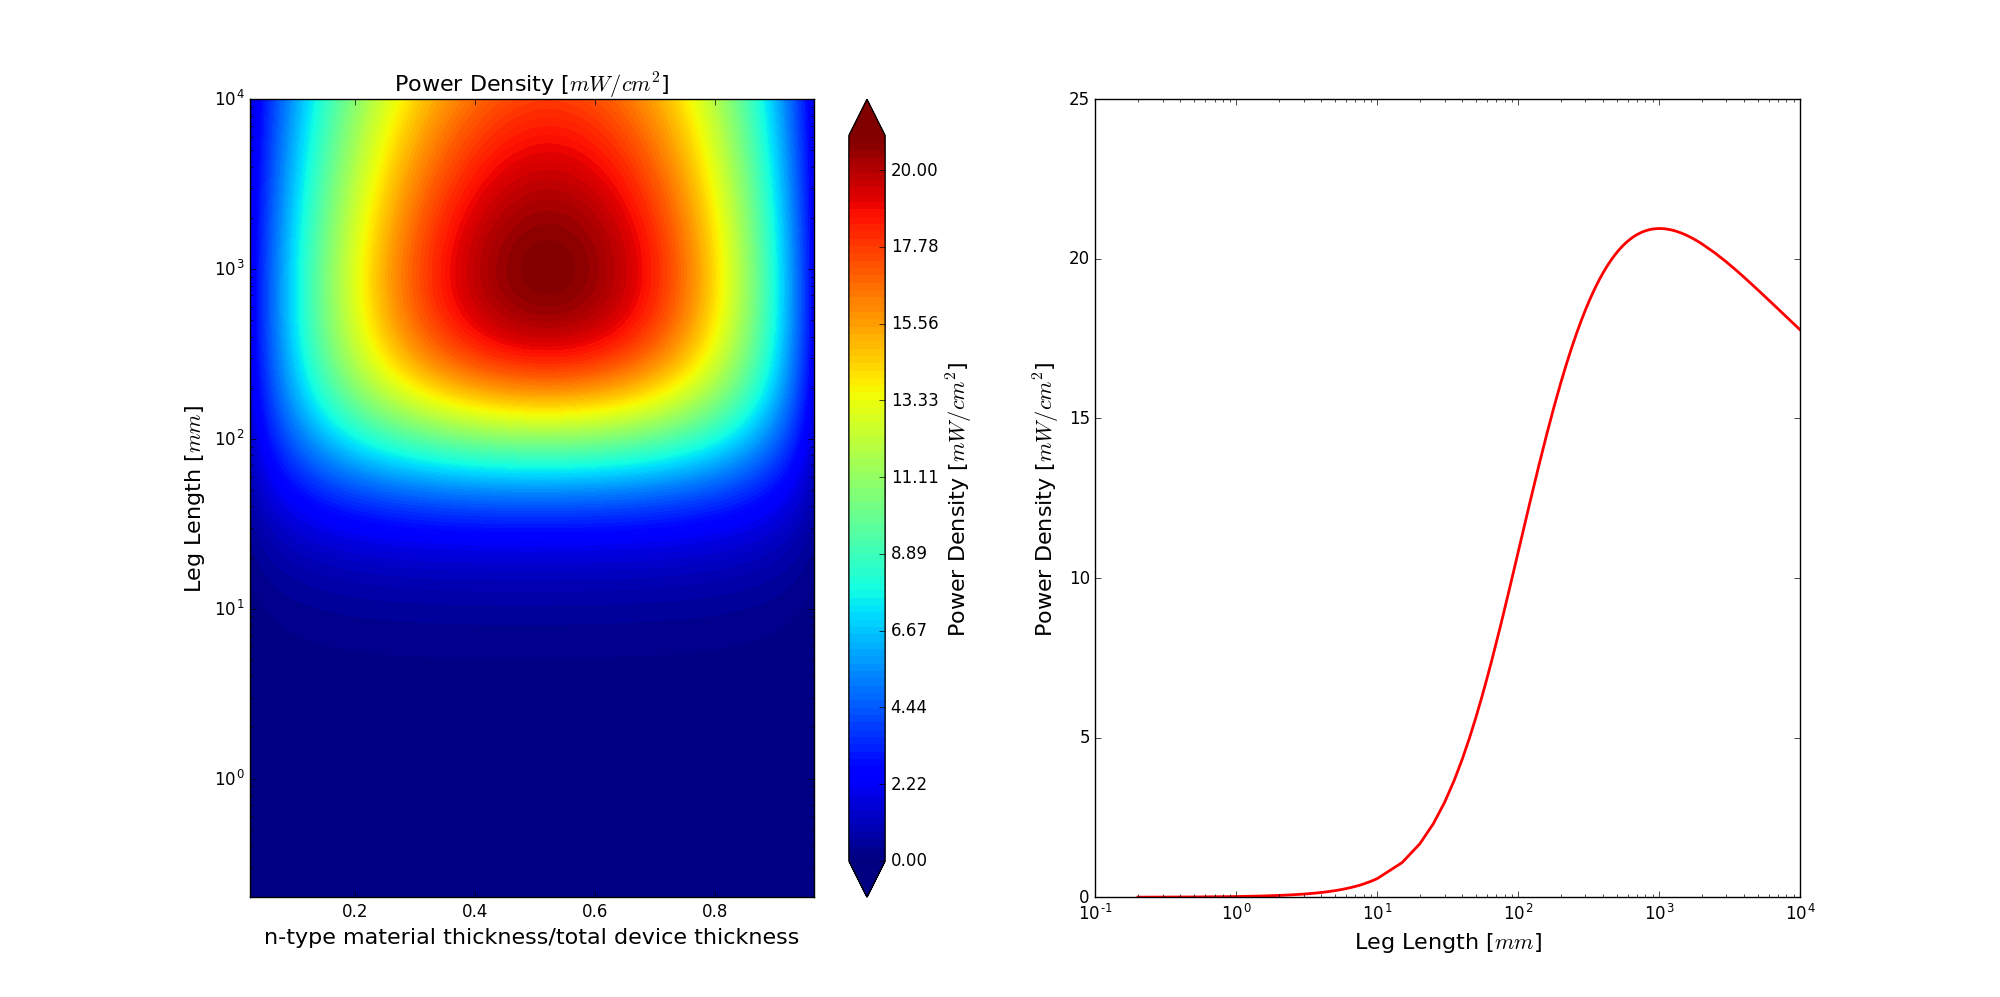 Power Density [mW/cm²]
10⁴
10³
10²
10¹
10⁰
Leg Length [mm]
0.2 0.4 0.6 0.8
n-type material thickness/total device thickness
20.00
17.78
15.56
13.33
11.11
8.89
6.67
4.44
2.22
0.00
Power Density [mW/cm²]
25
20
15
10
5
0
Power Density [mW/cm²]
10⁻¹ 10⁰ 10¹ 10² 10³ 10⁴
Leg Length [mm]